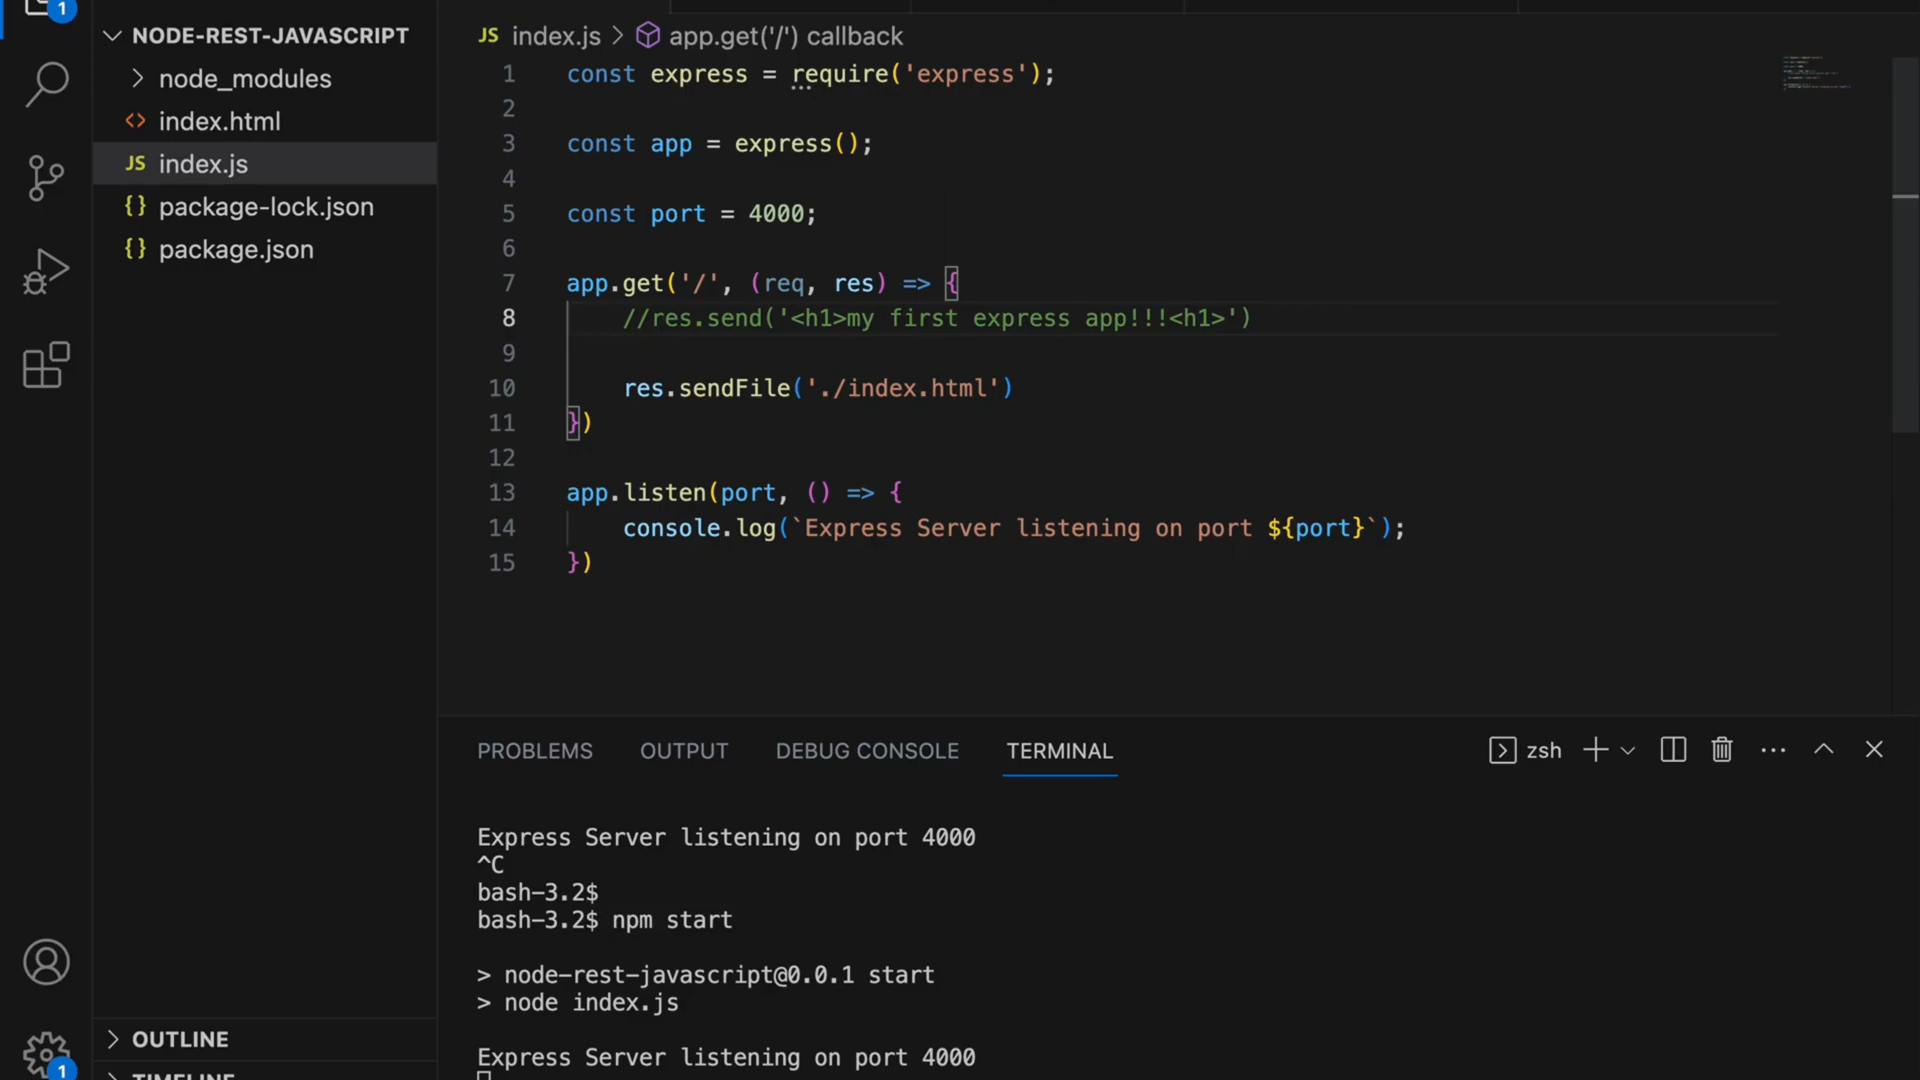 1
NODE-REST-JAVASCRIPT
node_modules
index.html
JS index.js
{} package-lock.json
{} package.json
OUTLINE
TIMELINE
1
JS index.js > app.get('/') callback
1 const express = require('express');
2
3 const app = express();
4
5 const port = 4000;
6
7 app.get('/', (req, res) => {
8 //res.send('<h1>my first express app!!!<h1>')
9
10 res.sendFile('./index.html')
11 })
12
13 app.listen(port, () => {
14 console.log(`Express Server listening on port ${port}`);
15 })
PROBLEMS OUTPUT DEBUG CONSOLE TERMINAL zsh
Express Server listening on port 4000
^C
bash-3.2$
bash-3.2$ npm start
> node-rest-javascript@0.0.1 start
> node index.js
Express Server listening on port 4000